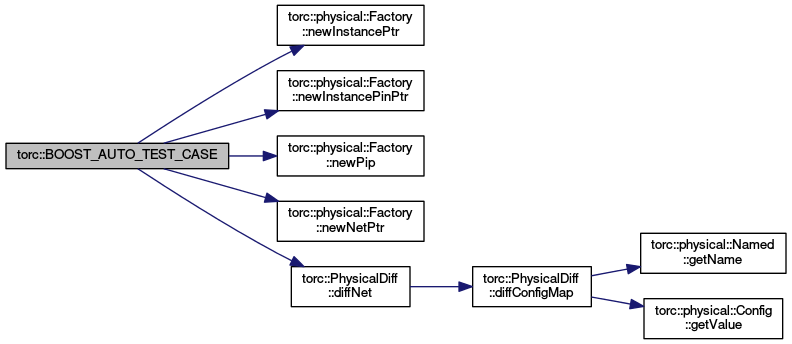 torc::physical::Factory
::newInstancePtr
torc::physical::Factory
::newInstancePinPtr
torc::BOOST_AUTO_TEST_CASE
torc::physical::Factory
::newPip
torc::physical::Factory
::newNetPtr
torc::PhysicalDiff
::diffNet
torc::PhysicalDiff
::diffConfigMap
torc::physical::Named
::getName
torc::physical::Config
::getValue